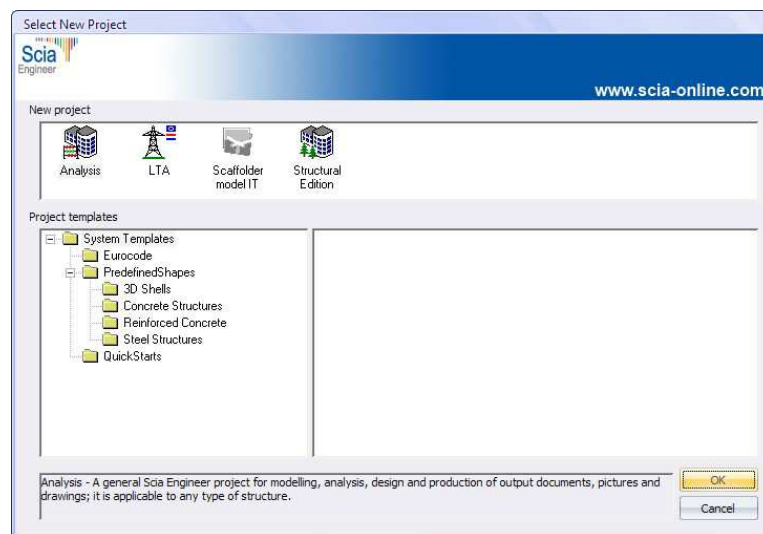 Select New Project
Scia
Engineer
www.scia-online.com
New project
Analysis
LTA
Scaffolder
model IT
Structural
Edition
Project templates
System Templates
Eurocode
PredefinedShapes
3D Shells
Concrete Structures
Reinforced Concrete
Steel Structures
QuickStarts
Analysis - A general Scia Engineer project for modelling, analysis, design and production of output documents, pictures and
drawings; it is applicable to any type of structure.
OK
Cancel